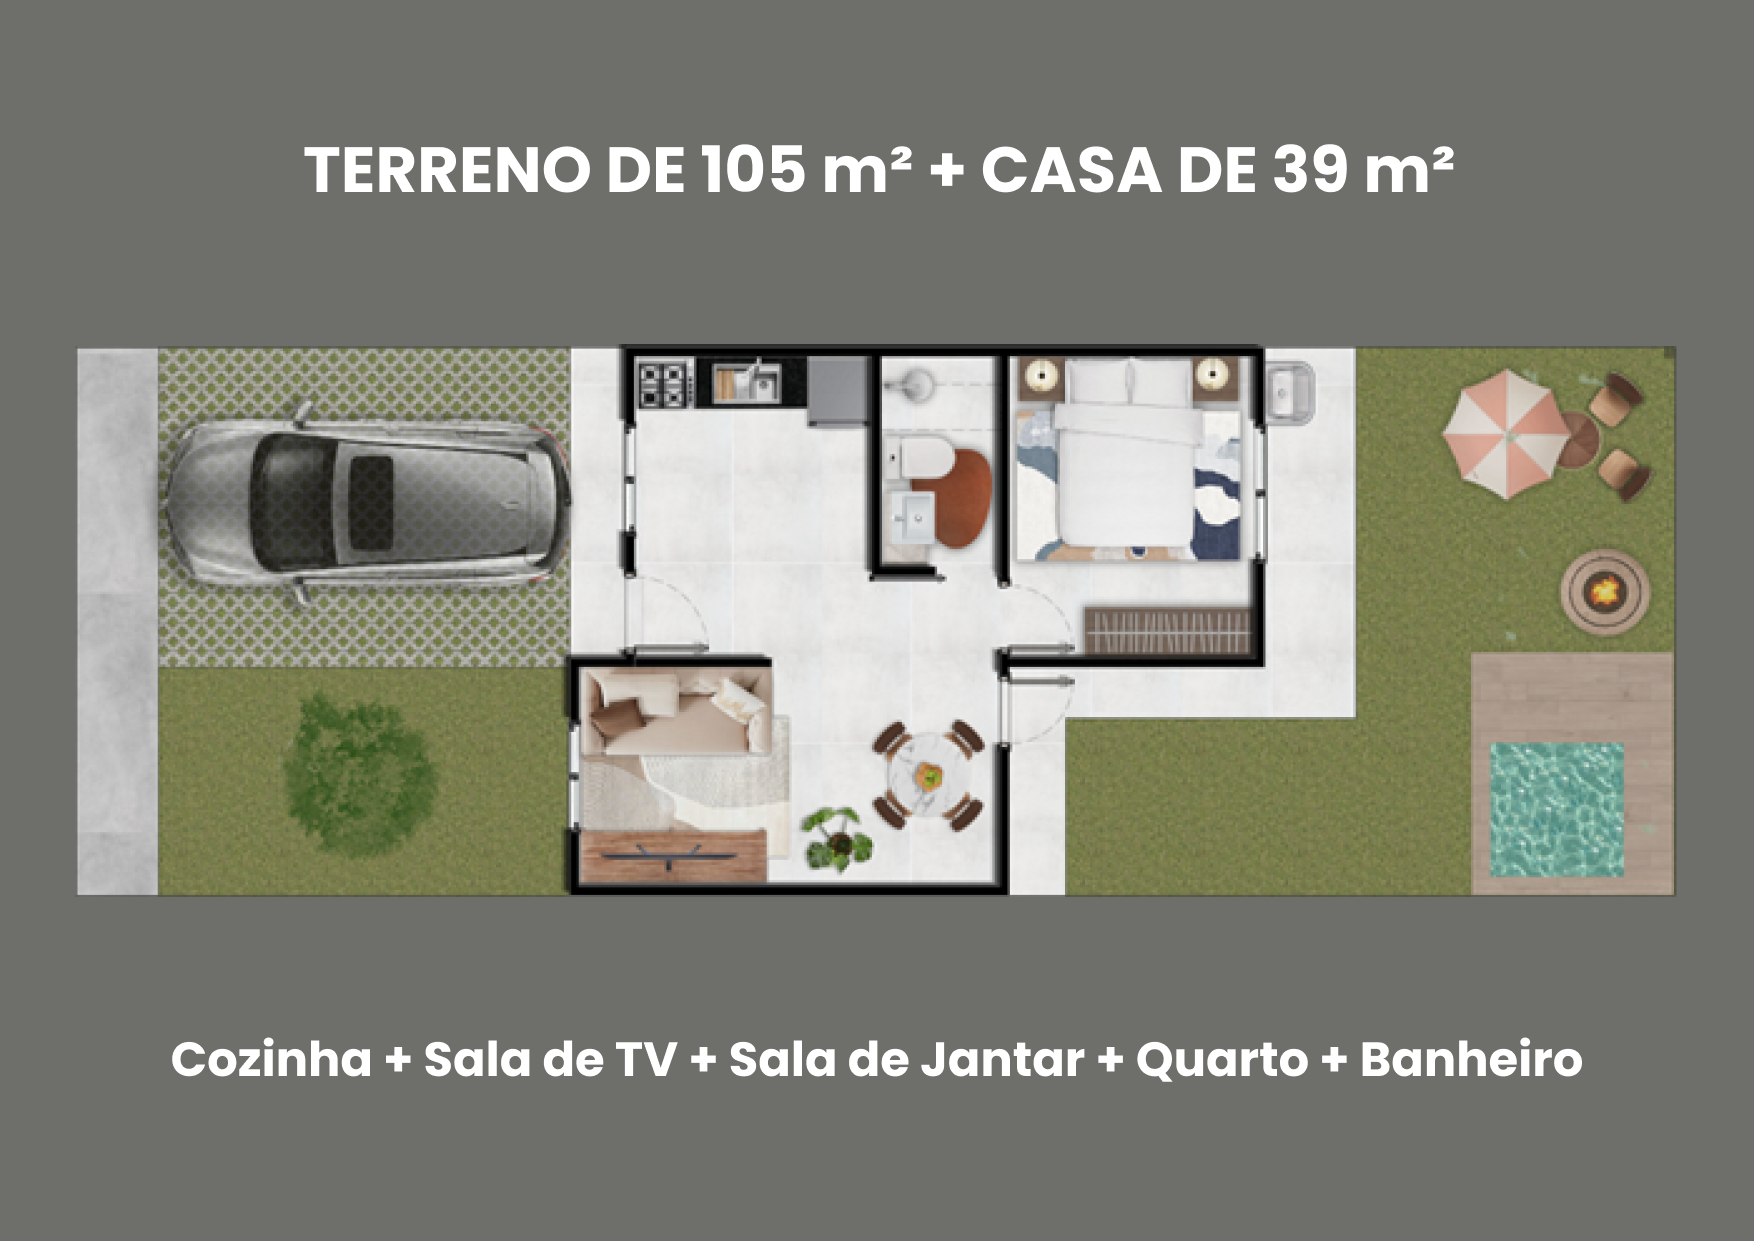 TERRENO DE 105 m² + CASA DE 39 m²
Cozinha + Sala de TV + Sala de Jantar + Quarto + Banheiro